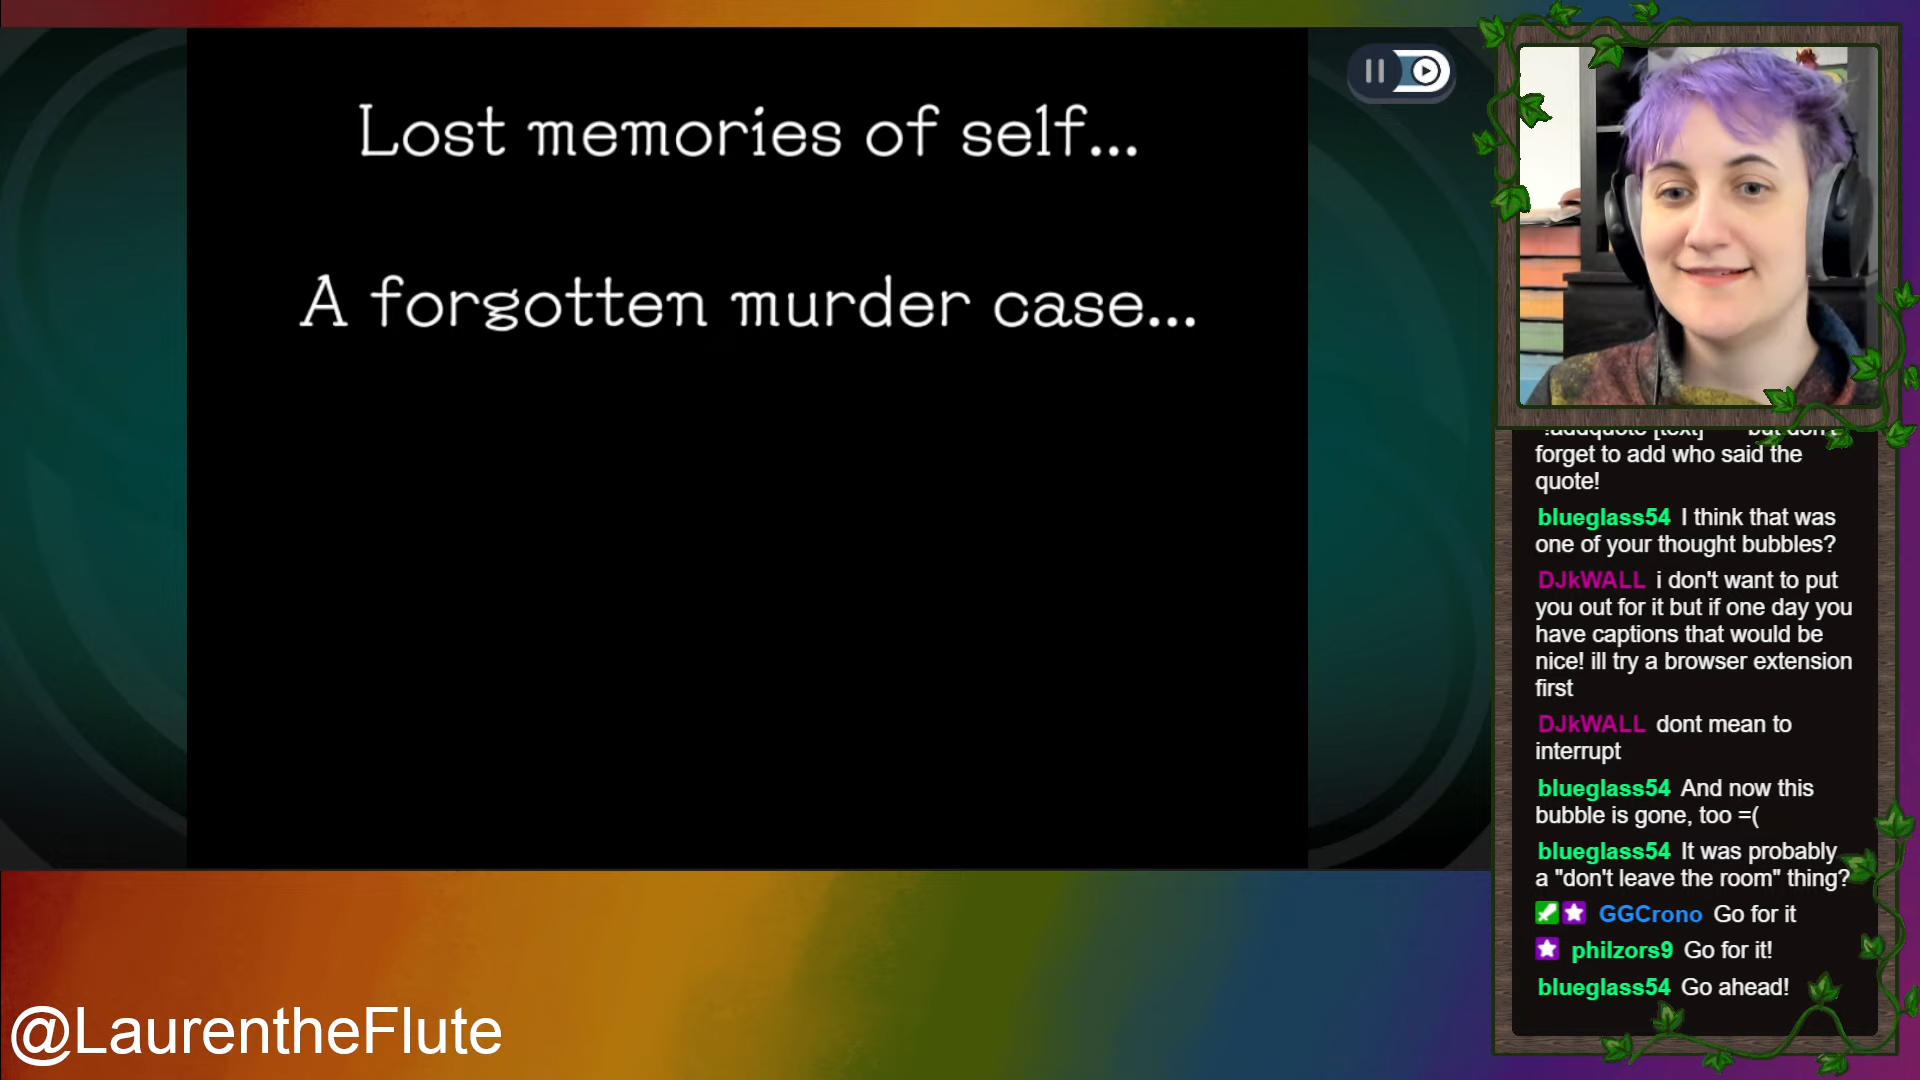 Lost memories of self...
A forgotten murder case...
!addquote [text] but don't
forget to add who said the
quote!
blueglass54 I think that was
one of your thought bubbles?
DJkWALL i don't want to put
you out for it but if one day you
have captions that would be
nice! ill try a browser extension
first
DJkWALL dont mean to
interrupt
blueglass54 And now this
bubble is gone, too =(
blueglass54 It was probably
a "don't leave the room" thing?
GGCrono Go for it
philzors9 Go for it!
blueglass54 Go ahead!
@LaurentheFlute